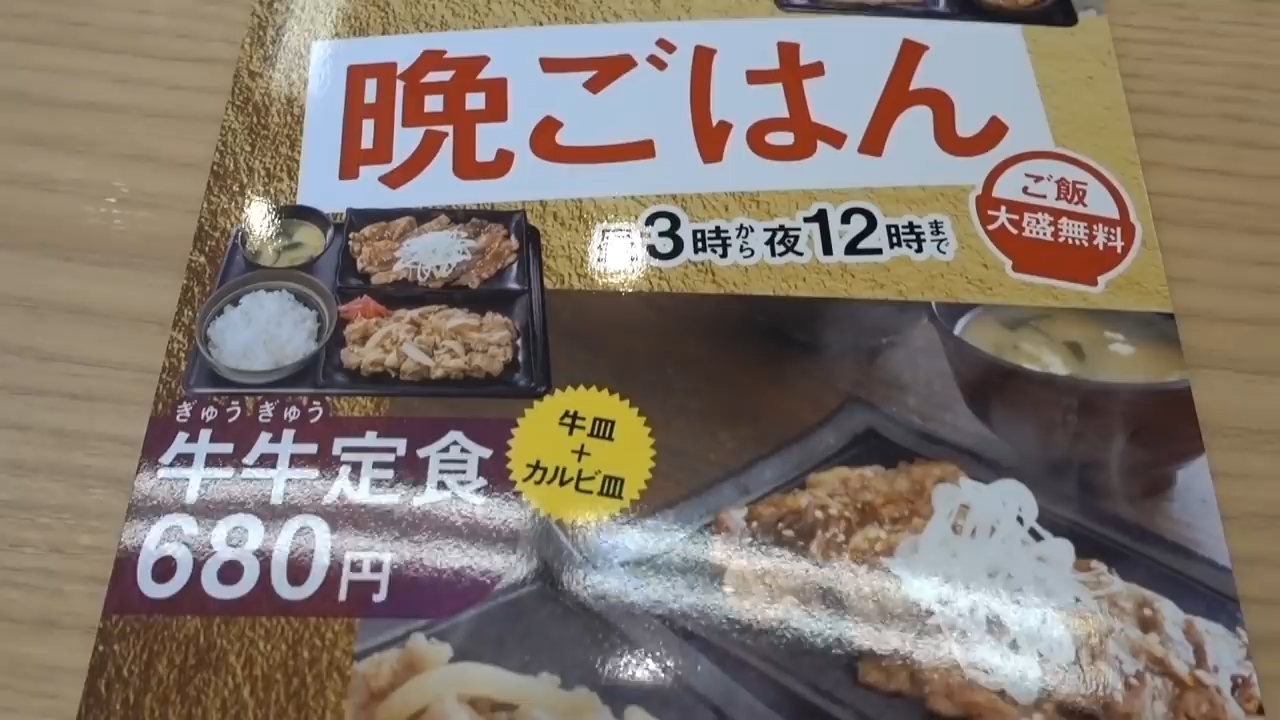 晩ごはん
3時から夜12時まで
ご飯
大盛無料
ぎゅう ぎゅう
牛牛定食
680円
牛皿
+
カルビ皿